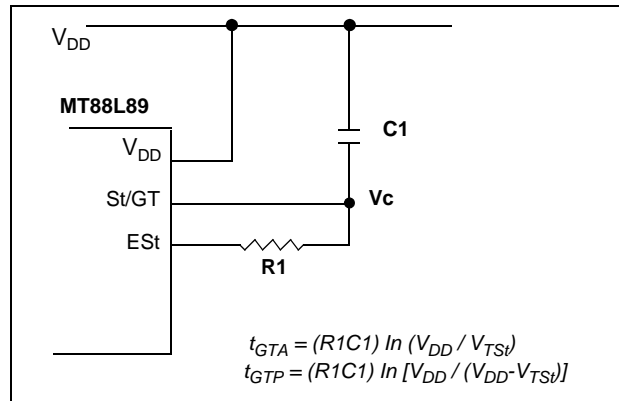 VDD
MT88L89
C1
VDD
St/GT
Vc
ESt
R1
tGTA = (R1C1) In (VDD / VTSt)
tGTP = (R1C1) In [VDD / (VDD-VTSt)]